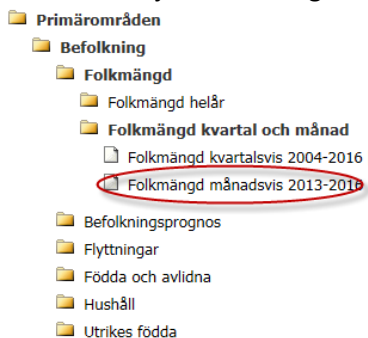 Primärområden
Befolkning
Folkmängd
Folkmängd helår
Folkmängd kvartal och månad
Folkmängd kvartalsvis 2004-2016
Folkmängd månadsvis 2013-2016
Befolkningsprognos
Flyttningar
Födda och avlidna
Hushåll
Utrikes födda